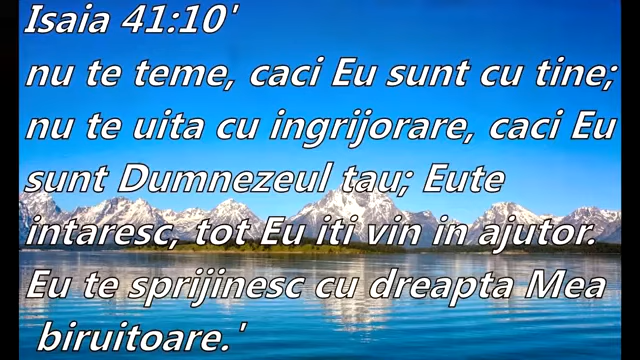 Isaia 41:10'
nu te teme, caci Eu sunt cu tine;
nu te uita cu ingrijorare, caci Eu
sunt Dumnezeul tau; Eute
intaresc, tot Eu iti vin in ajutor.
Eu te sprijinesc cu dreapta Mea
biruitoare.'